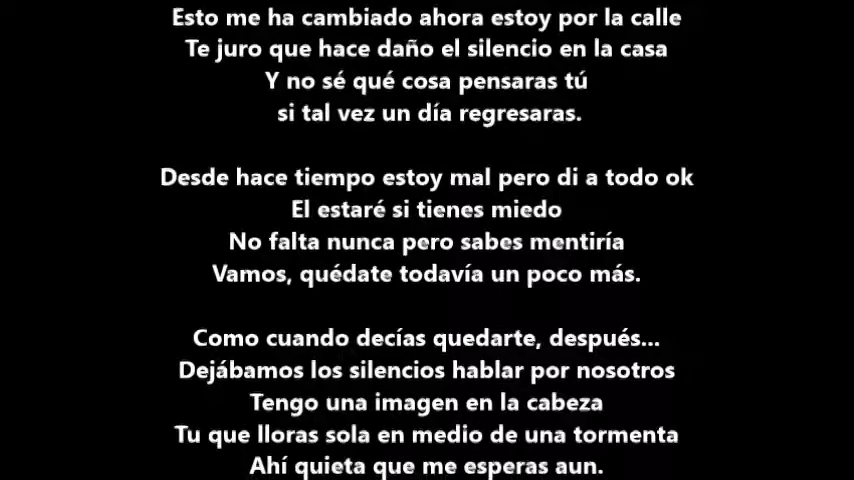 Esto me ha cambiado ahora estoy por la calle
Te juro que hace daño el silencio en la casa
Y no sé qué cosa pensaras tú
si tal vez un día regresaras.
Desde hace tiempo estoy mal pero di a todo ok
El estaré si tienes miedo
No falta nunca pero sabes mentiría
Vamos, quédate todavía un poco más.
Como cuando decías quedarte, después...
Dejábamos los silencios hablar por nosotros
Tengo una imagen en la cabeza
Tu que lloras sola en medio de una tormenta
Ahí quieta que me esperas aun.